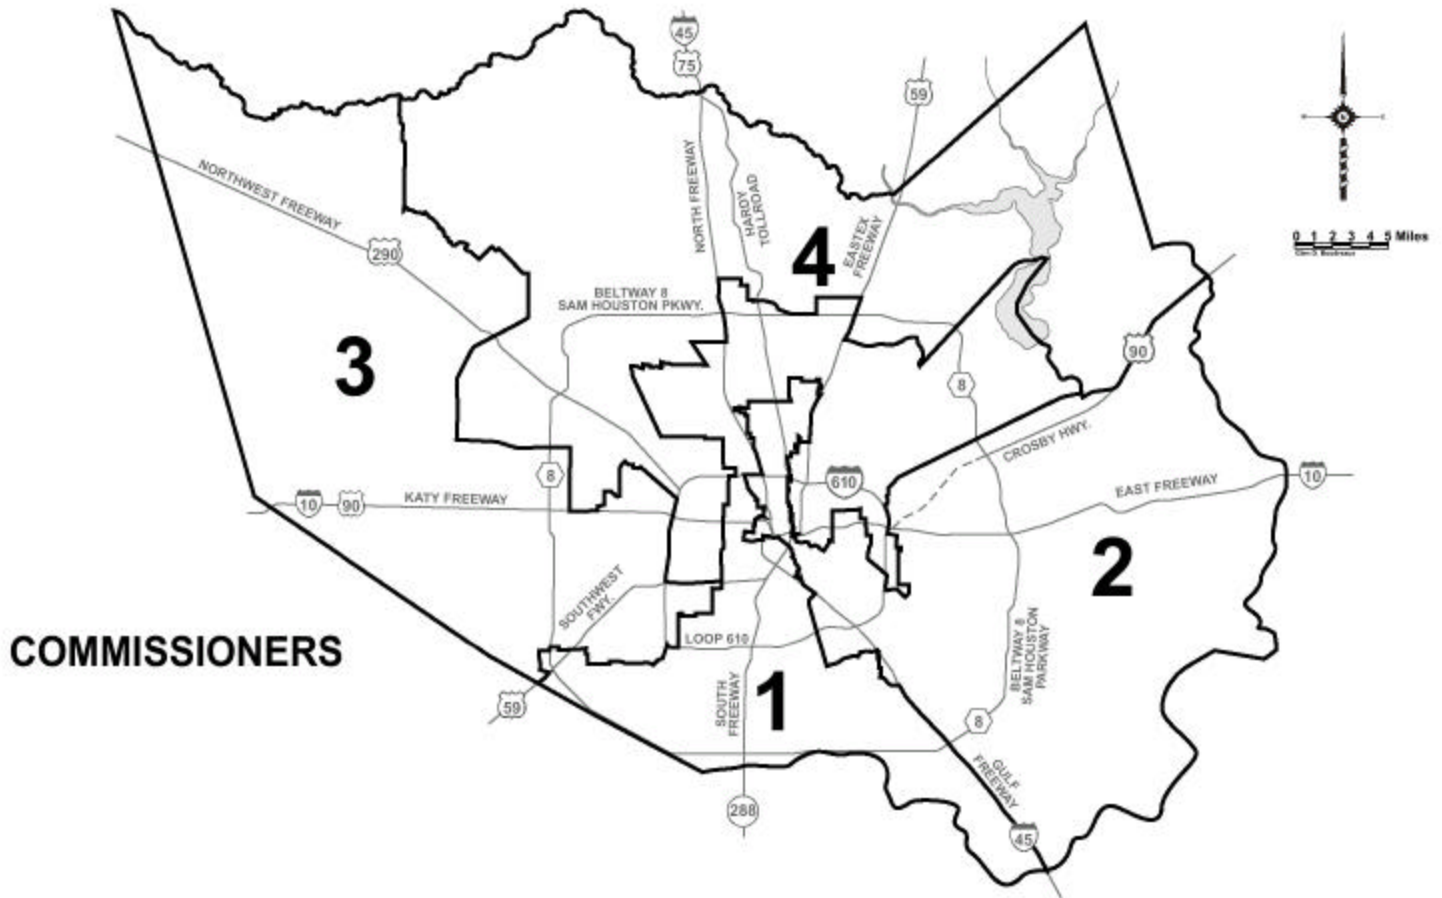 45
75
59
NORTHWEST FREEWAY
NORTH FREEWAY
HARDY
TOLLROAD
EASTEX
FREEWAY
4
0 1 2 3 4 5 Miles
290
BELTWAY 8
SAM HOUSTON PKWY.
3
90
8
CROSBY HWY.
8
610
10
90
KATY FREEWAY
EAST FREEWAY
10
2
SOUTHWEST
FWY.
COMMISSIONERS
LOOP 610
BELTWAY 8
SAM HOUSTON
PARKWAY
59
SOUTH
FREEWAY
1
8
GULF
FREEWAY
288
45